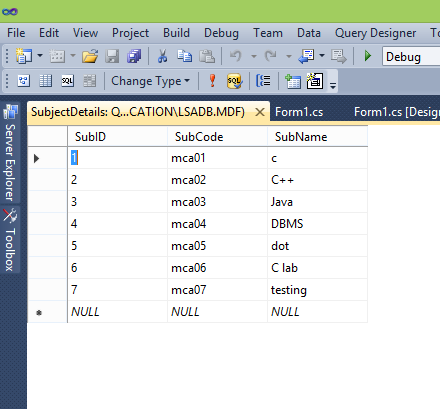 File Edit View Project Build Debug Team Data Query Designer T
Debug
Change Type
SQL
SubjectDetails: Q...CATION\LSADB.MDF) Form1.cs Form1.cs [Design
Server Explorer
Toolbox
SubID SubCode SubName
1 mca01 c
2 mca02 C++
3 mca03 Java
4 mca04 DBMS
5 mca05 dot
6 mca06 C lab
7 mca07 testing
NULL NULL NULL